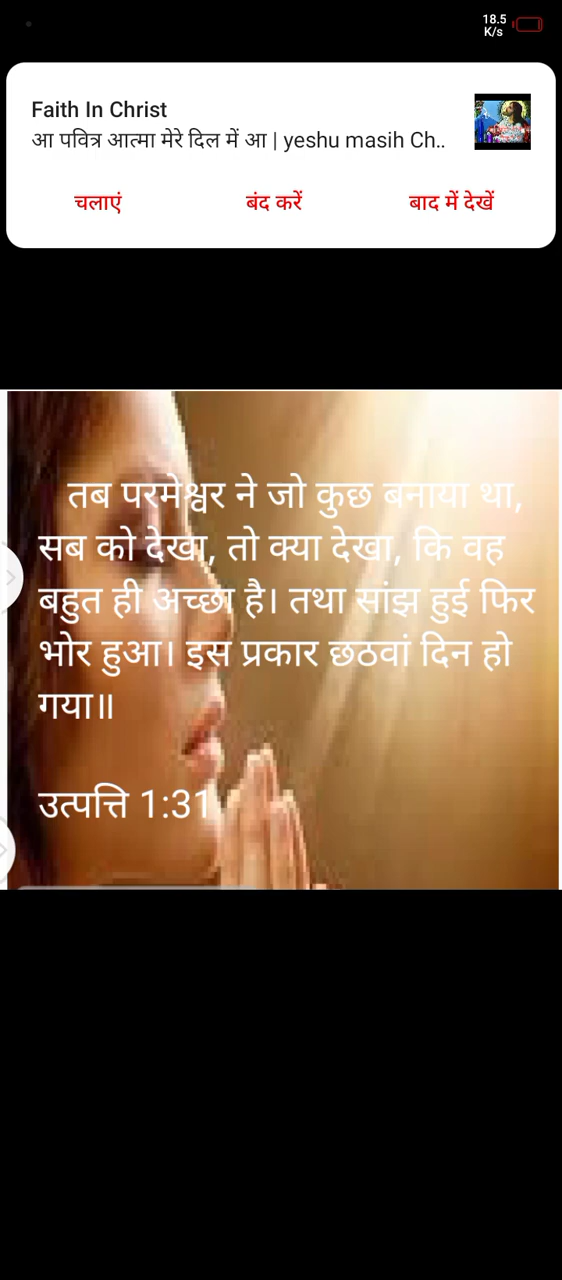 18.5
K/s
Faith In Christ
आ पवित्र आत्मा मेरे दिल में आ | yeshu masih Ch..
चलाएं बंद करें बाद में देखें
तब परमेश्वर ने जो कुछ बनाया था,
सब को देखा, तो क्या देखा, कि वह
बहुत ही अच्छा है। तथा सांझ हुई फिर
भोर हुआ। इस प्रकार छठवां दिन हो
गया॥
उत्पत्ति 1:31